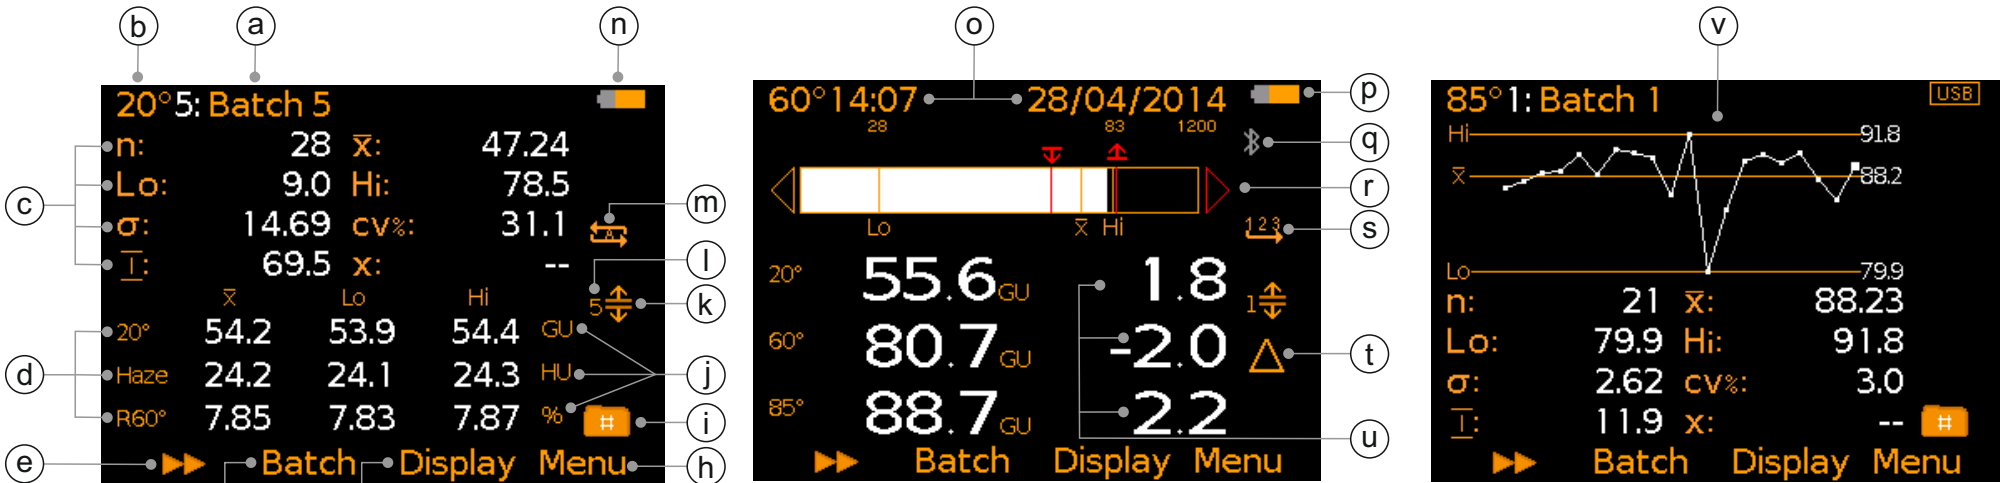 b a n o p v
20° 5: Batch 5
n: 28 x̄: 47.24
Lo: 9.0 Hi: 78.5
σ: 14.69 cv%: 31.1
I: 69.5 x: --
x̄ Lo Hi
20° 54.2 53.9 54.4 GU
Haze 24.2 24.1 24.3 HU
R60° 7.85 7.83 7.87 %
#
Batch Display Menu
c
d
e
m
A
l
5
k
j
i
h
60° 14:07 28/04/2014
28 83 1200
Lo x̄ Hi
123
20° 55.6 GU 1.8
1
60° 80.7 GU -2.0
85° 88.7 GU 2.2
Batch Display Menu
q
r
s
t
u
85° 1: Batch 1 USB
Hi 91.8
x̄ 88.2
Lo 79.9
n: 21 x̄: 88.23
Lo: 79.9 Hi: 91.8
σ: 2.62 cv%: 3.0
I: 11.9 x: --
#
Batch Display Menu